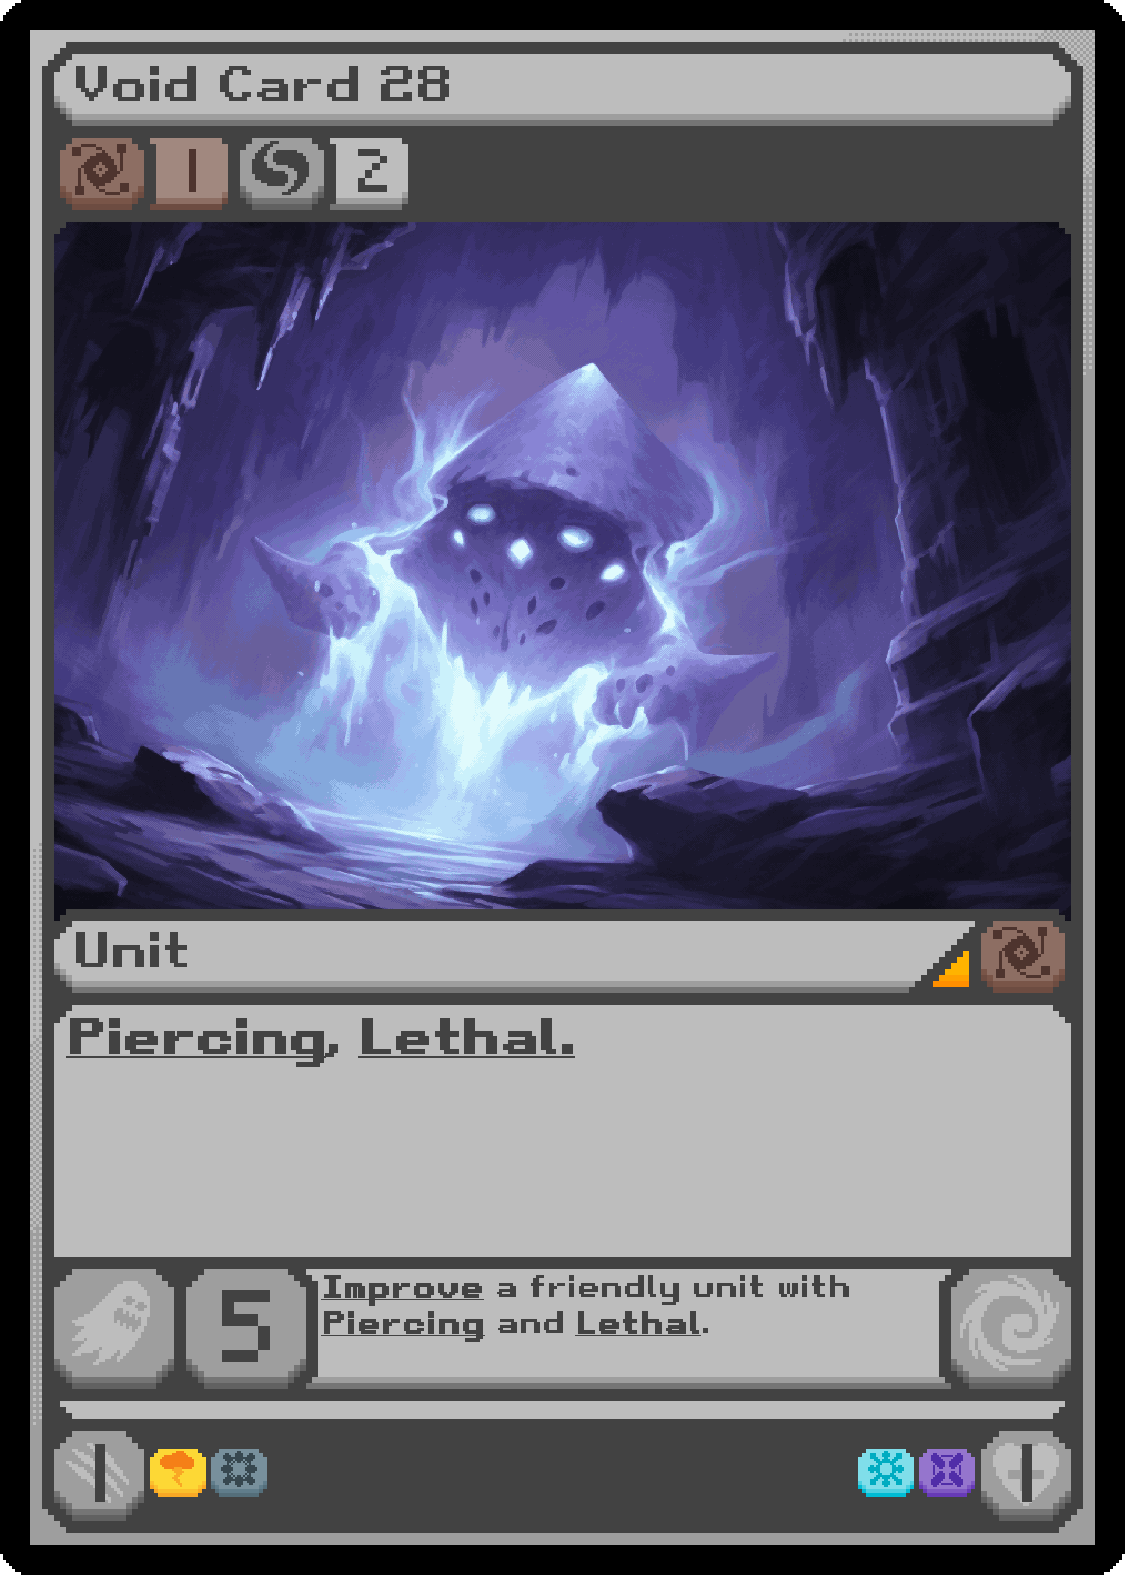 Void Card 28
1 2
Unit
Piercing, Lethal.
5
Improve a friendly unit with
Piercing and Lethal.
1 1